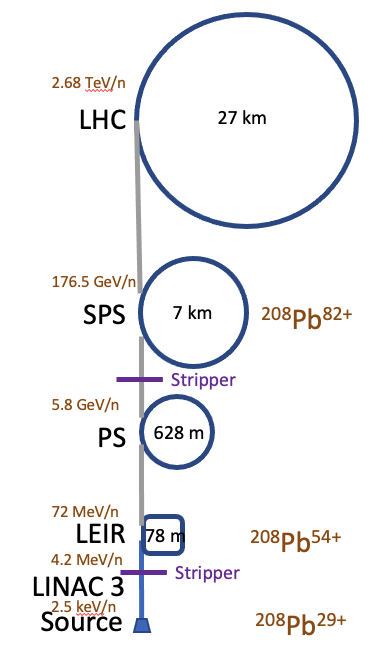 2.68 TeV/n
LHC
27 km
176.5 GeV/n
SPS
7 km
208Pb82+
Stripper
5.8 GeV/n
PS
628 m
72 MeV/n
LEIR
78 m
208Pb54+
4.2 MeV/n
Stripper
LINAC 3
2.5 keV/n
Source
208Pb29+